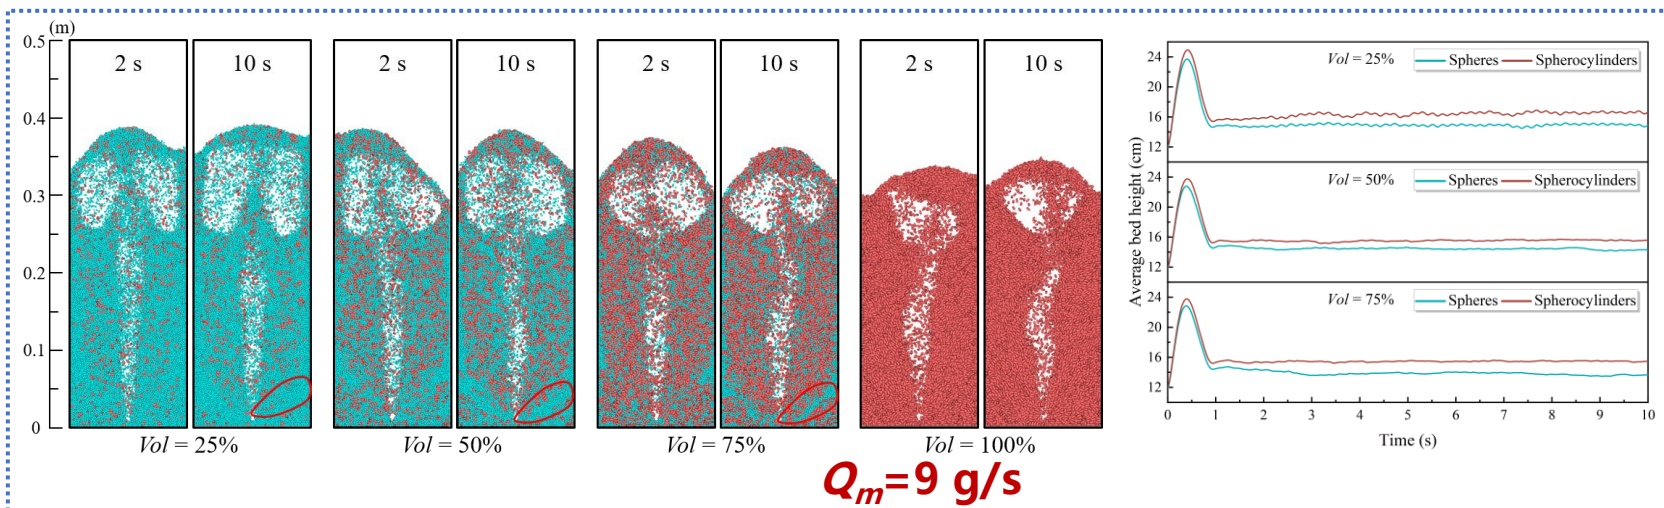 (m)
0.5
0.4
0.3
0.2
0.1
0
2 s
10 s
2 s
10 s
2 s
10 s
2 s
10 s
Vol = 25%
Vol = 50%
Vol = 75%
Vol = 100%
Qm=9 g/s
Average bed height (cm)
24
20
16
12
Vol = 25%
Spheres
Spherocylinders
24
20
16
12
Vol = 50%
Spheres
Spherocylinders
24
20
16
12
Vol = 75%
Spheres
Spherocylinders
0 1 2 3 4 5 6 7 8 9 10
Time (s)